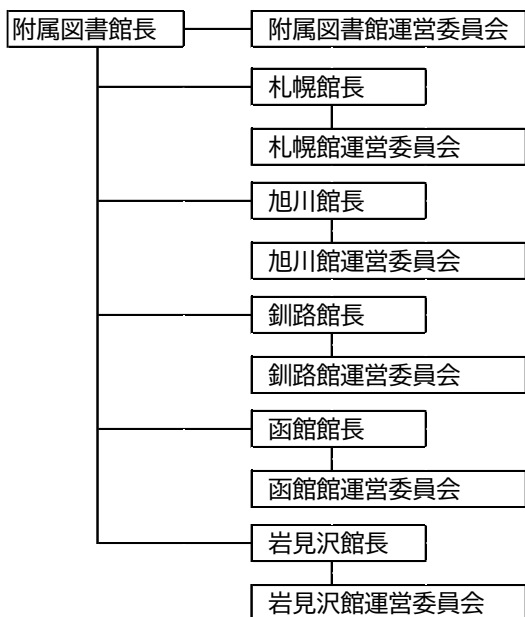 附属図書館長
附属図書館運営委員会
札幌館長
札幌館運営委員会
旭川館長
旭川館運営委員会
釧路館長
釧路館運営委員会
函館館長
函館館運営委員会
岩見沢館長
岩見沢館運営委員会